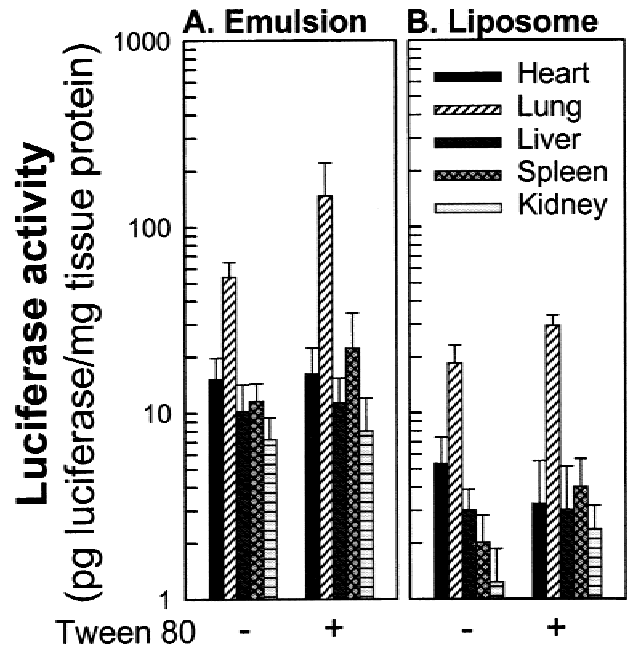 A. Emulsion
B. Liposome
Luciferase activity
(pg luciferase/mg tissue protein)
1000
100
10
1
Heart
Lung
Liver
Spleen
Kidney
Tween 80 - + - +